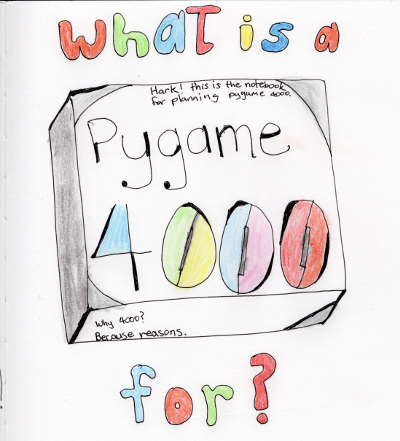 What is a
Hark! this is the notebook
for planning pygame 4000.
Pygame
4000
Why 4000?
Because reasons.
for?